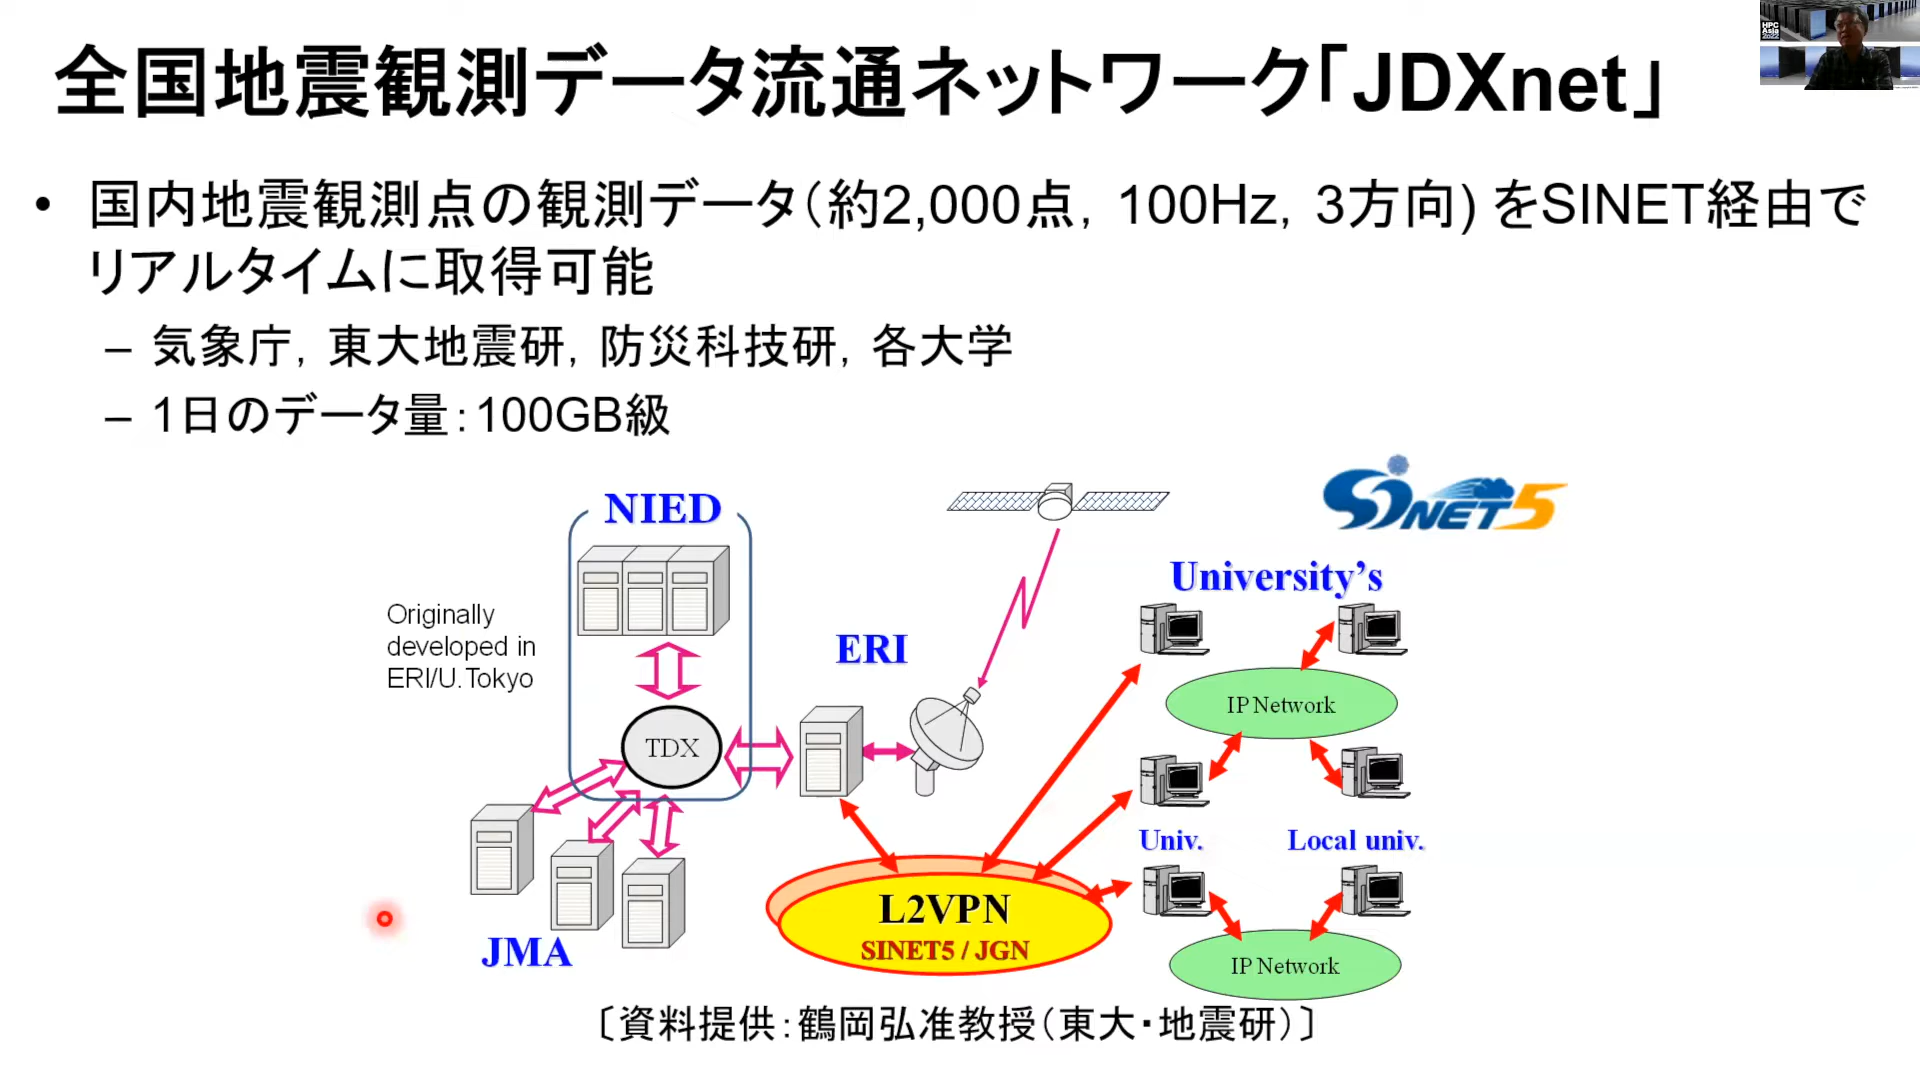 全国地震観測データ流通ネットワーク「JDXnet」
HPC
Asia
2022
• 国内地震観測点の観測データ（約2,000点，100Hz，3方向) をSINET経由で
リアルタイムに取得可能
– 気象庁，東大地震研，防災科技研，各大学
– 1日のデータ量：100GB級
NIED
SINET5
University's
Originally
developed in
ERI/U.Tokyo
ERI
IP Network
TDX
Univ.
Local univ.
L2VPN
SINET5 / JGN
JMA
IP Network
〔資料提供：鶴岡弘准教授（東大・地震研）〕